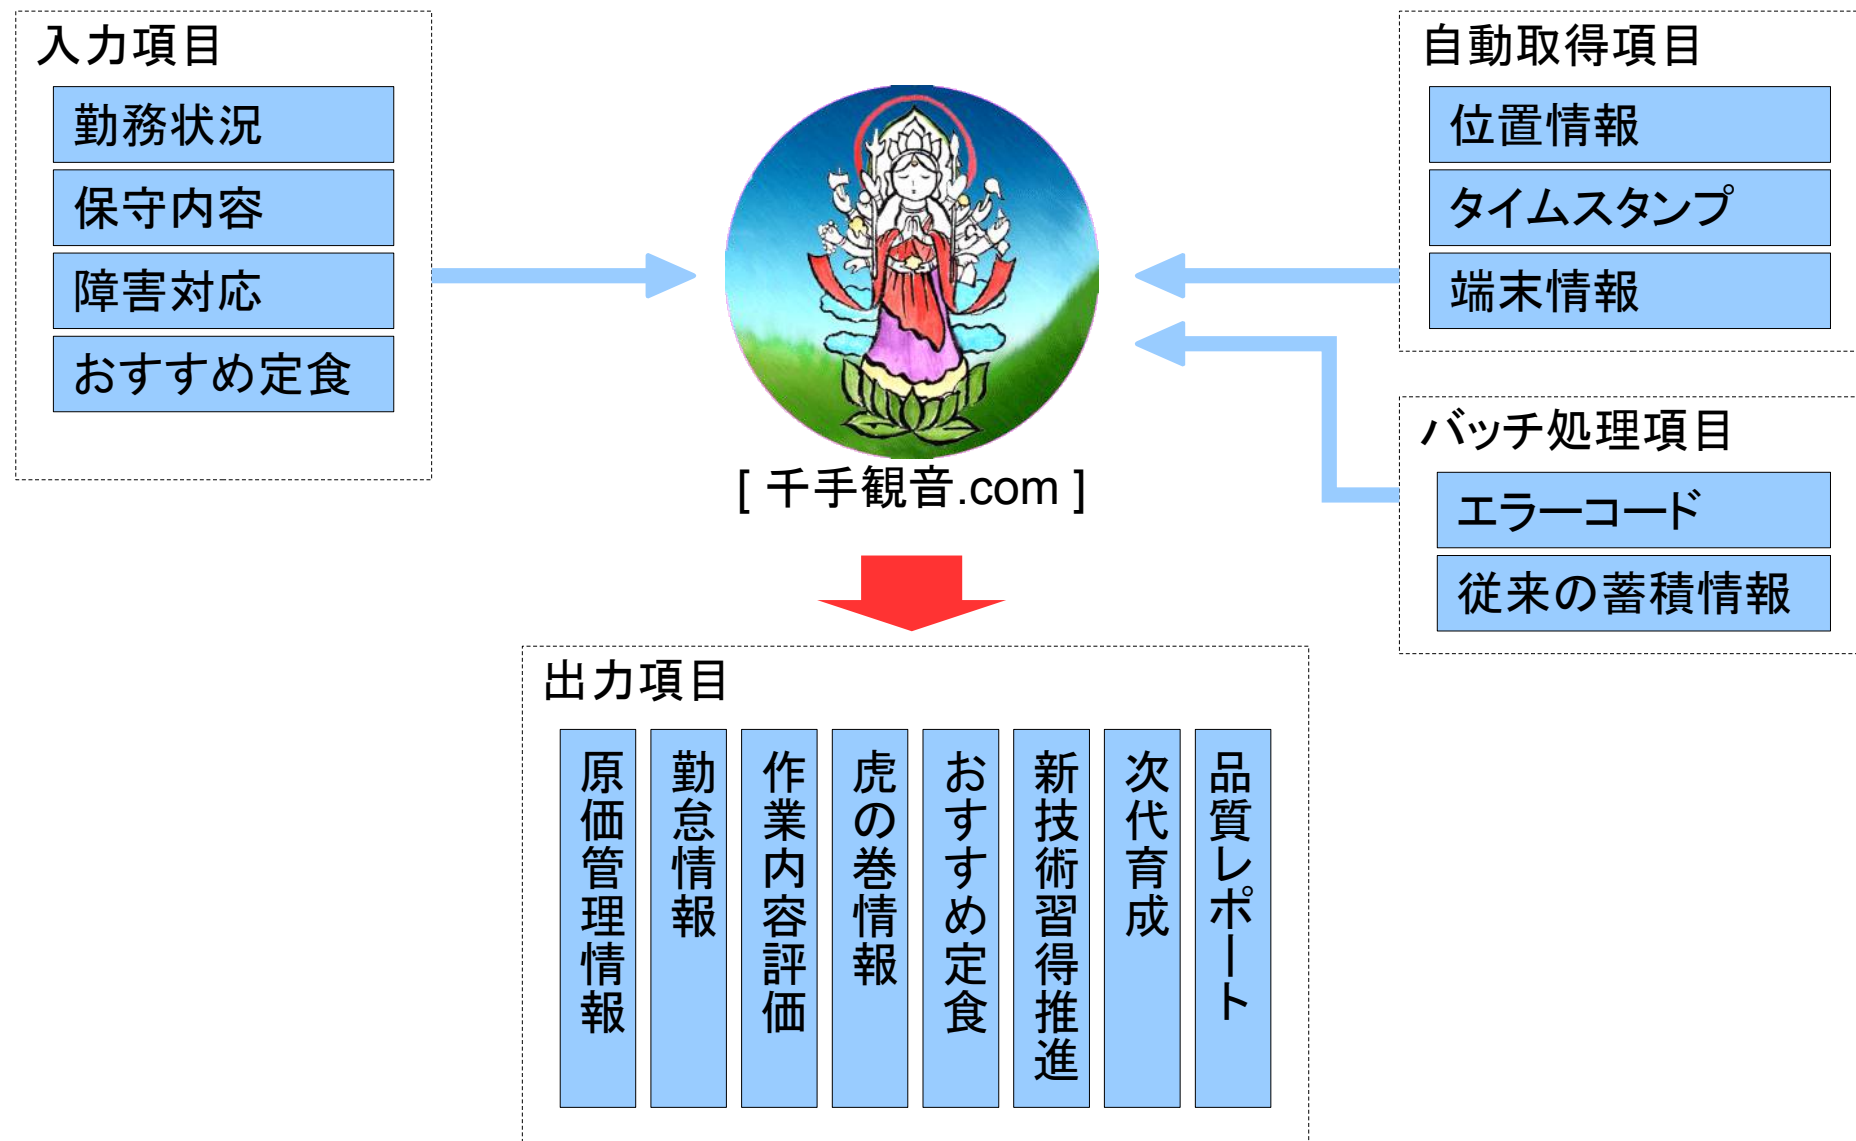 入力項目
勤務状況
保守内容
障害対応
おすすめ定食
[ 千手観音.com ]
自動取得項目
位置情報
タイムスタンプ
端末情報
バッチ処理項目
エラーコード
従来の蓄積情報
出力項目
原価管理情報
勤怠情報
作業内容評価
虎の巻情報
おすすめ定食
新技術習得推進
次代育成
品質レポート